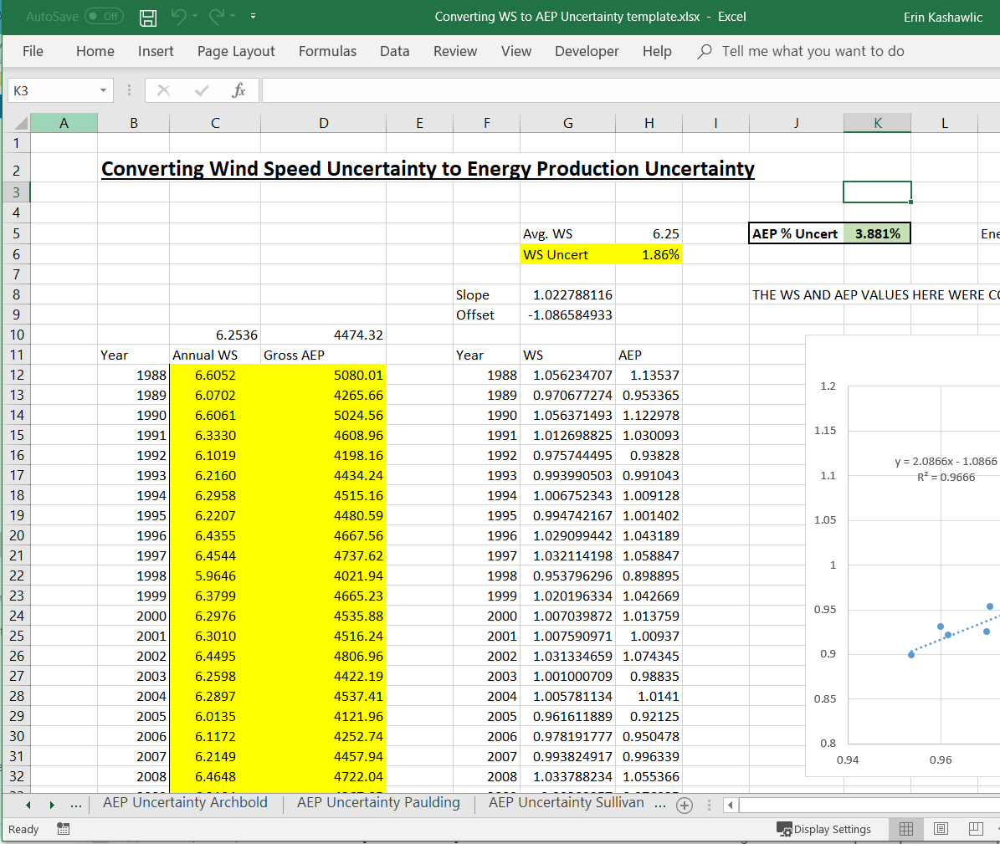 AutoSave Off Converting WS to AEP Uncertainty template.xlsx - Excel Erin Kashawlic
File Home Insert Page Layout Formulas Data Review View Developer Help Tell me what you want to do
K3 fx
A B C D E F G H I J K L
1
2 Converting Wind Speed Uncertainty to Energy Production Uncertainty
3
4
5 Avg. WS 6.25 AEP % Uncert 3.881% Ene
6 WS Uncert 1.86%
7
8 Slope 1.022788116 THE WS AND AEP VALUES HERE WERE CO
9 Offset -1.086584933
10 6.2536 4474.32
11 Year Annual WS Gross AEP Year WS AEP
12 1988 6.6052 5080.01 1988 1.056234707 1.13537
13 1989 6.0702 4265.66 1989 0.970677274 0.953365
14 1990 6.6061 5024.56 1990 1.056371493 1.122978
15 1991 6.3330 4608.96 1991 1.012698825 1.030093
16 1992 6.1019 4198.16 1992 0.975744495 0.93828
17 1993 6.2160 4434.24 1993 0.993990503 0.991043
18 1994 6.2958 4515.16 1994 1.006752343 1.009128
19 1995 6.2207 4480.59 1995 0.994742167 1.001402
20 1996 6.4355 4667.56 1996 1.029099442 1.043189
21 1997 6.4544 4737.62 1997 1.032114198 1.058847
22 1998 5.9646 4021.94 1998 0.953796296 0.898895
23 1999 6.3799 4665.23 1999 1.020196334 1.042669
24 2000 6.2976 4535.88 2000 1.007039872 1.013759
25 2001 6.3010 4516.24 2001 1.007590971 1.00937
26 2002 6.4495 4806.96 2002 1.031334659 1.074345
27 2003 6.2598 4422.19 2003 1.001000709 0.98835
28 2004 6.2897 4537.41 2004 1.005781134 1.0141
29 2005 6.0135 4121.96 2005 0.961611889 0.92125
30 2006 6.1172 4252.74 2006 0.978191777 0.950478
31 2007 6.2149 4457.94 2007 0.993824917 0.996339
32 2008 6.4648 4722.04 2008 1.033788234 1.055366
1.2
1.15
y = 2.0866x - 1.0866
R² = 0.9666
1.1
1.05
1
0.95
0.9
0.85
0.8
0.94 0.96
... AEP Uncertainty Archbold AEP Uncertainty Paulding AEP Uncertainty Sullivan ...
Ready Display Settings